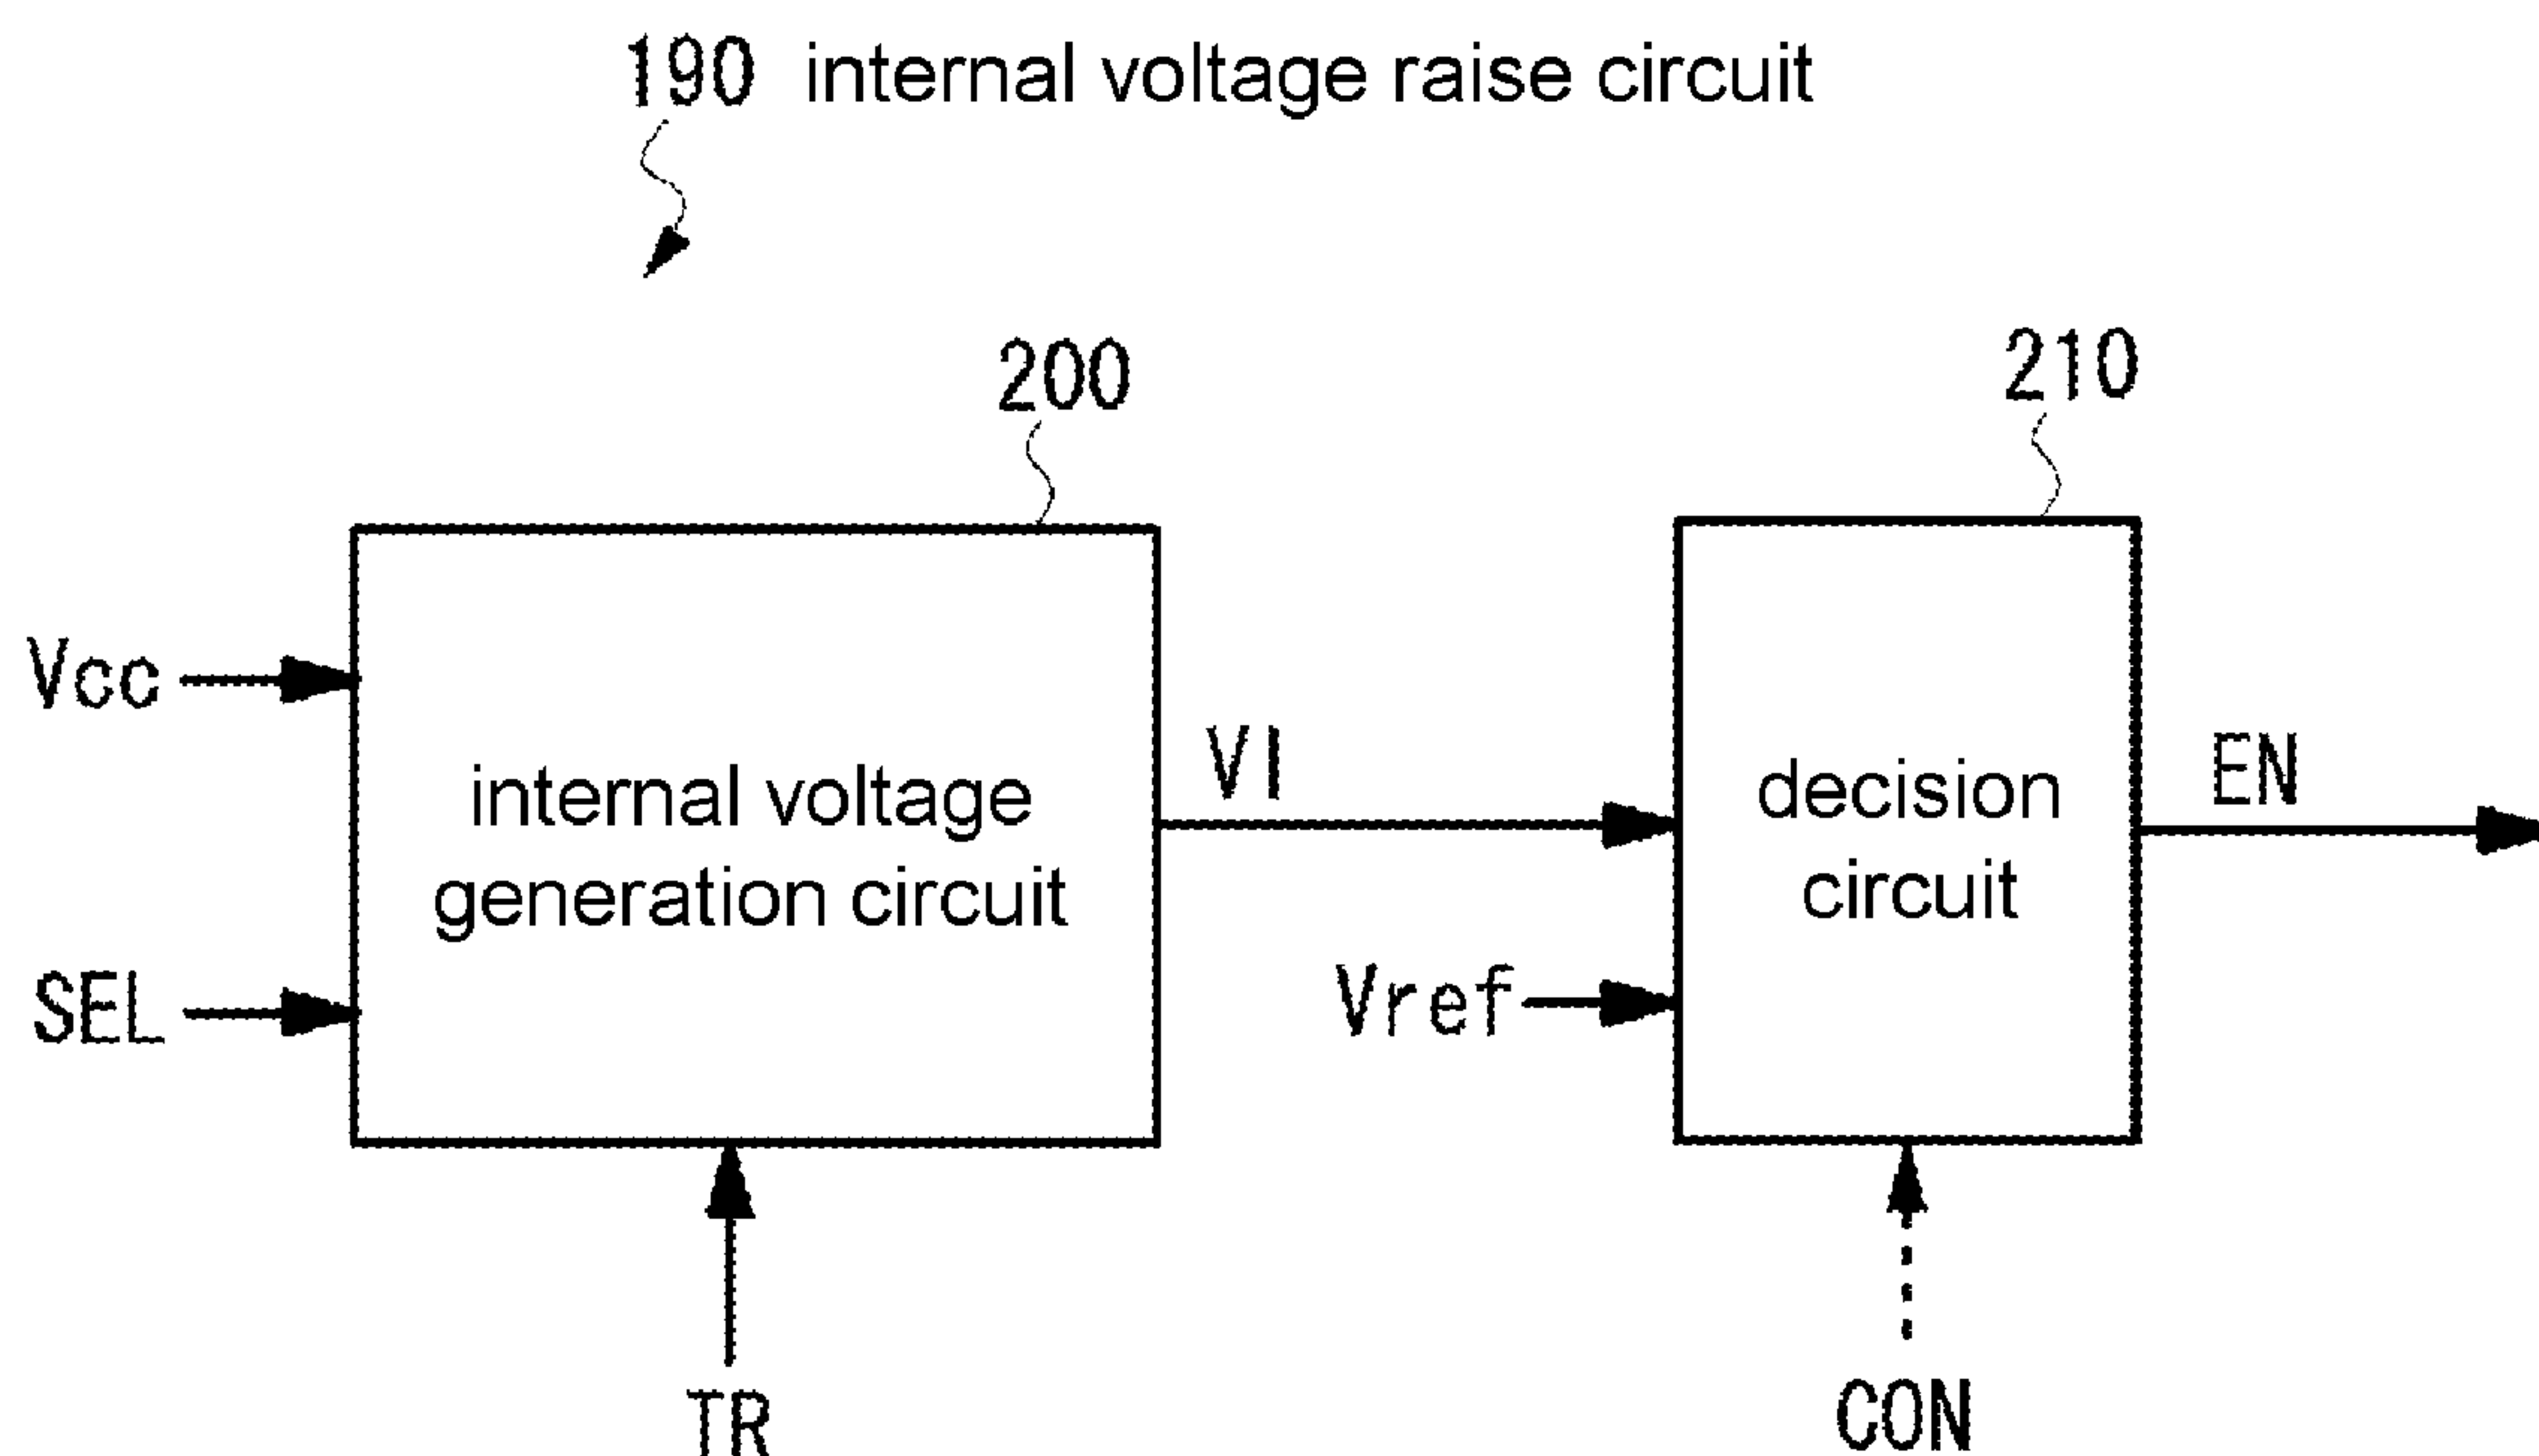 190 internal voltage raise circuit
200
210
Vcc
internal voltage
generation circuit
SEL
VI
decision
circuit
EN
Vref
TR
CON